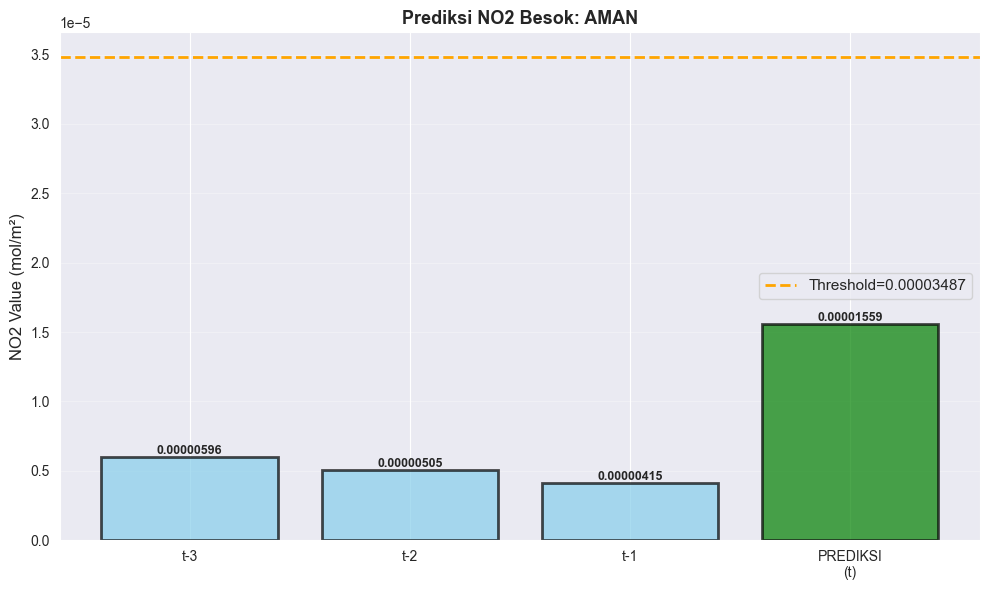 Prediksi NO2 Besok: AMAN
1e−5
3.5
3.0
2.5
2.0
1.5
1.0
0.5
0.0
NO2 Value (mol/m²)
Threshold=0.00003487
0.00000596
0.00000505
0.00000415
0.00001559
t-3
t-2
t-1
PREDIKSI
(t)